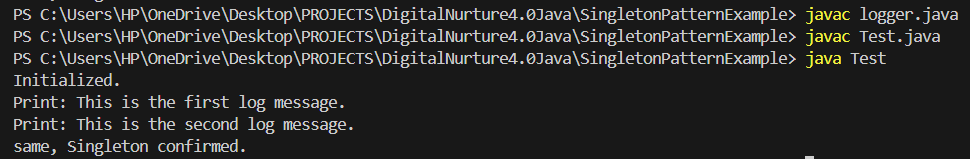 PS C:\Users\HP\OneDrive\Desktop\PROJECTS\DigitalNurture4.0Java\SingletonPatternExample> javac logger.java
PS C:\Users\HP\OneDrive\Desktop\PROJECTS\DigitalNurture4.0Java\SingletonPatternExample> javac Test.java
PS C:\Users\HP\OneDrive\Desktop\PROJECTS\DigitalNurture4.0Java\SingletonPatternExample> java Test
Initialized.
Print: This is the first log message.
Print: This is the second log message.
same, Singleton confirmed.